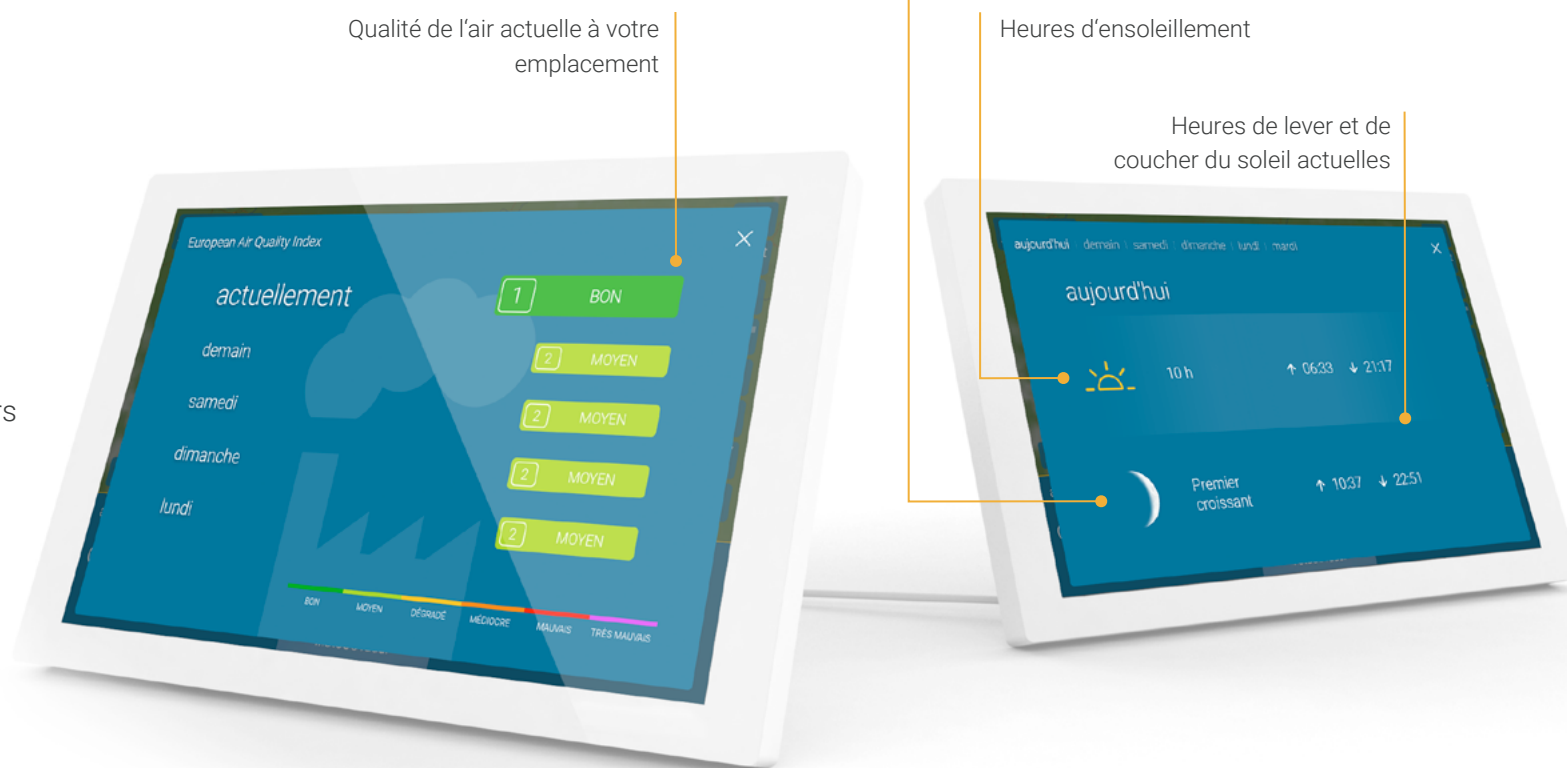 Qualité de l‘air actuelle à votre
emplacement
Heures d‘ensoleillement
Heures de lever et de
coucher du soleil actuelles
European Air Quality Index
actuellement
1 BON
demain
2 MOYEN
samedi
2 MOYEN
dimanche
2 MOYEN
lundi
2 MOYEN
BON MOYEN DÉGRADÉ MÉDIOCRE MAUVAIS TRÈS MAUVAIS
aujourd'hui | demain | samedi | dimanche | lundi | mardi
aujourd'hui
10 h ↑ 06:33 ↓ 21:17
Premier
croissant
↑ 10:37 ↓ 22:51